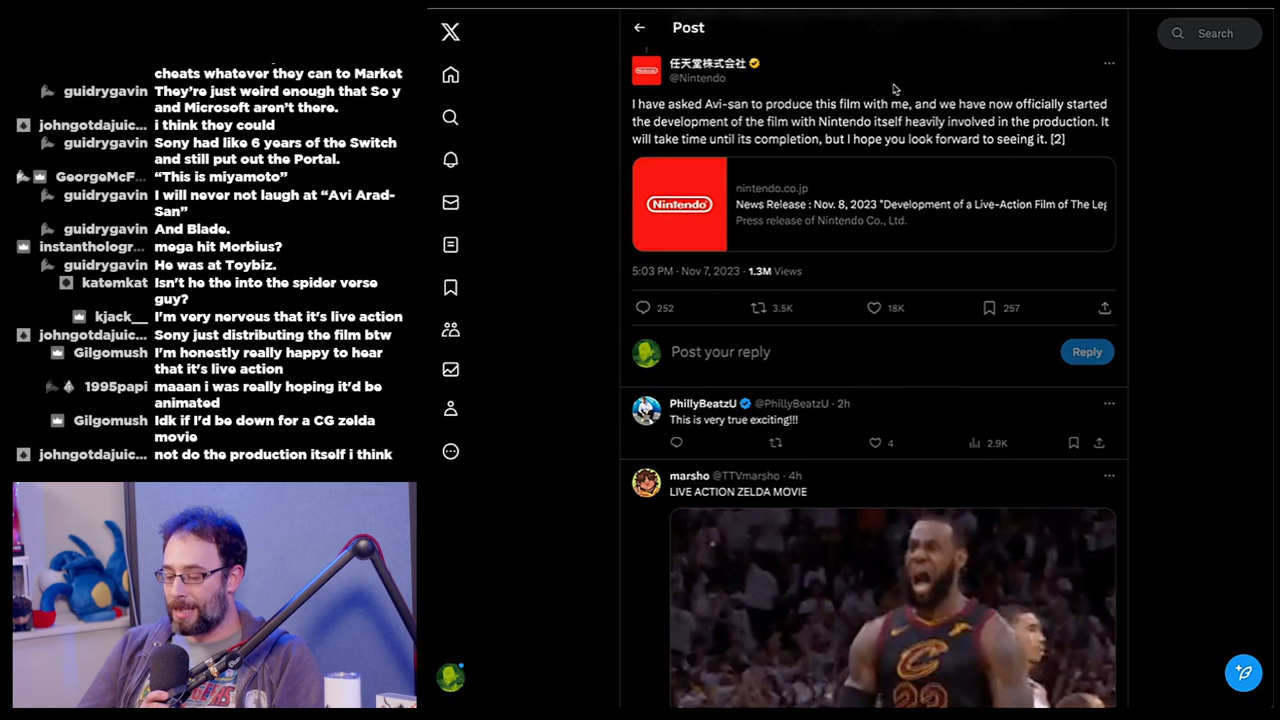 cheats whatever they can to Market
guidrygavin They're just weird enough that So y
and Microsoft aren't there.
johngotdajuic... i think they could
guidrygavin Sony had like 6 years of the Switch
and still put out the Portal.
GeorgeMcF... “This is miyamoto”
guidrygavin I will never not laugh at “Avi Arad-
San”
guidrygavin And Blade.
instanthologr... mega hit Morbius?
guidrygavin He was at Toybiz.
katemkat Isn't he the into the spider verse
guy?
kjack__ I'm very nervous that it's live action
johngotdajuic... Sony just distributing the film btw
Gilgomush I'm honestly really happy to hear
that it's live action
1995papi maaan i was really hoping it'd be
animated
Gilgomush Idk if I'd be down for a CG zelda
movie
johngotdajuic... not do the production itself i think
Post
Search
任天堂株式会社
@Nintendo
I have asked Avi-san to produce this film with me, and we have now officially started
the development of the film with Nintendo itself heavily involved in the production. It
will take time until its completion, but I hope you look forward to seeing it. [2]
Nintendo
nintendo.co.jp
News Release : Nov. 8, 2023 "Development of a Live-Action Film of The Leg
Press release of Nintendo Co., Ltd.
5:03 PM · Nov 7, 2023 · 1.3M Views
252 3.5K 18K 257
Post your reply
Reply
PhillyBeatzU @PhillyBeatzU · 2h
This is very true exciting!!!
4 2.9K
marsho @TTVmarsho · 4h
LIVE ACTION ZELDA MOVIE
C
23